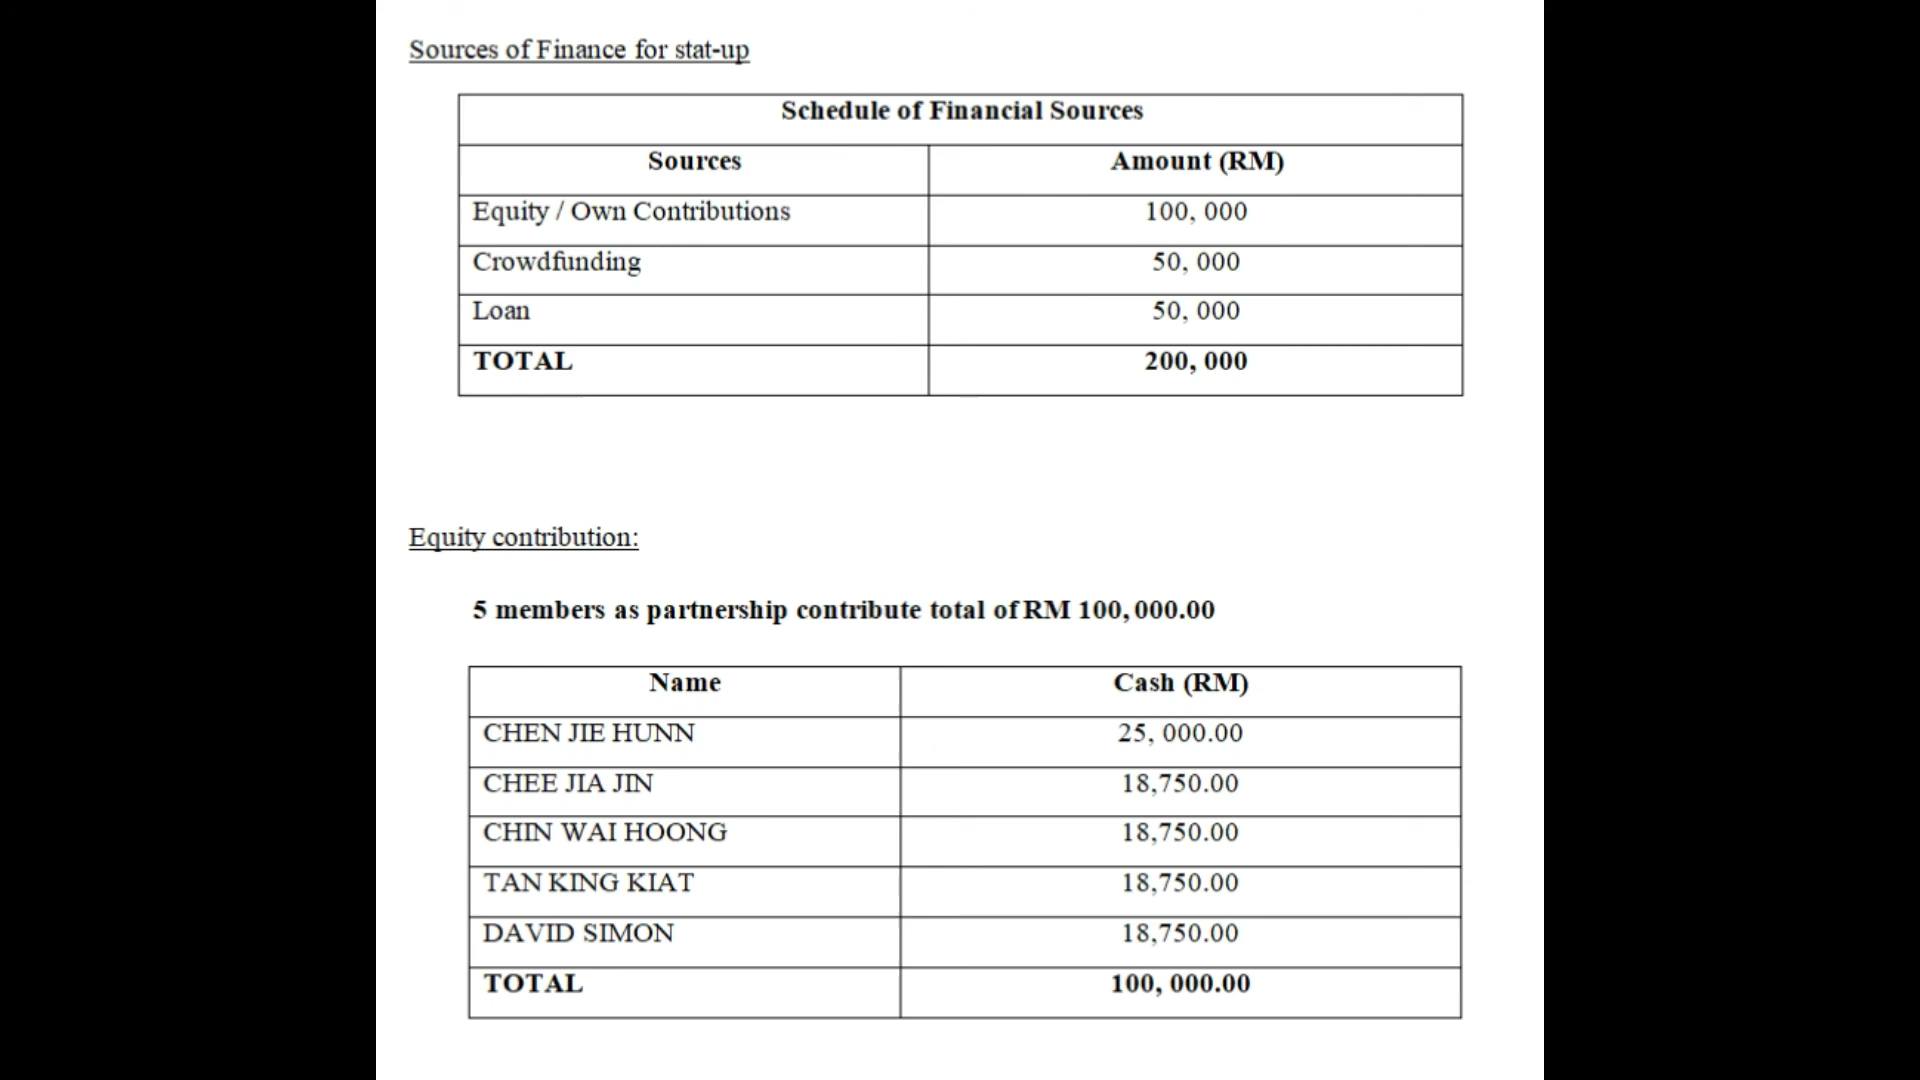 Sources of Finance for stat-up
Schedule of Financial Sources
Sources Amount (RM)
Equity / Own Contributions 100, 000
Crowdfunding 50, 000
Loan 50, 000
TOTAL 200, 000
Equity contribution:
5 members as partnership contribute total of RM 100,000.00
Name Cash (RM)
CHEN JIE HUNN 25, 000.00
CHEE JIA JIN 18,750.00
CHIN WAI HOONG 18,750.00
TAN KING KIAT 18,750.00
DAVID SIMON 18,750.00
TOTAL 100, 000.00